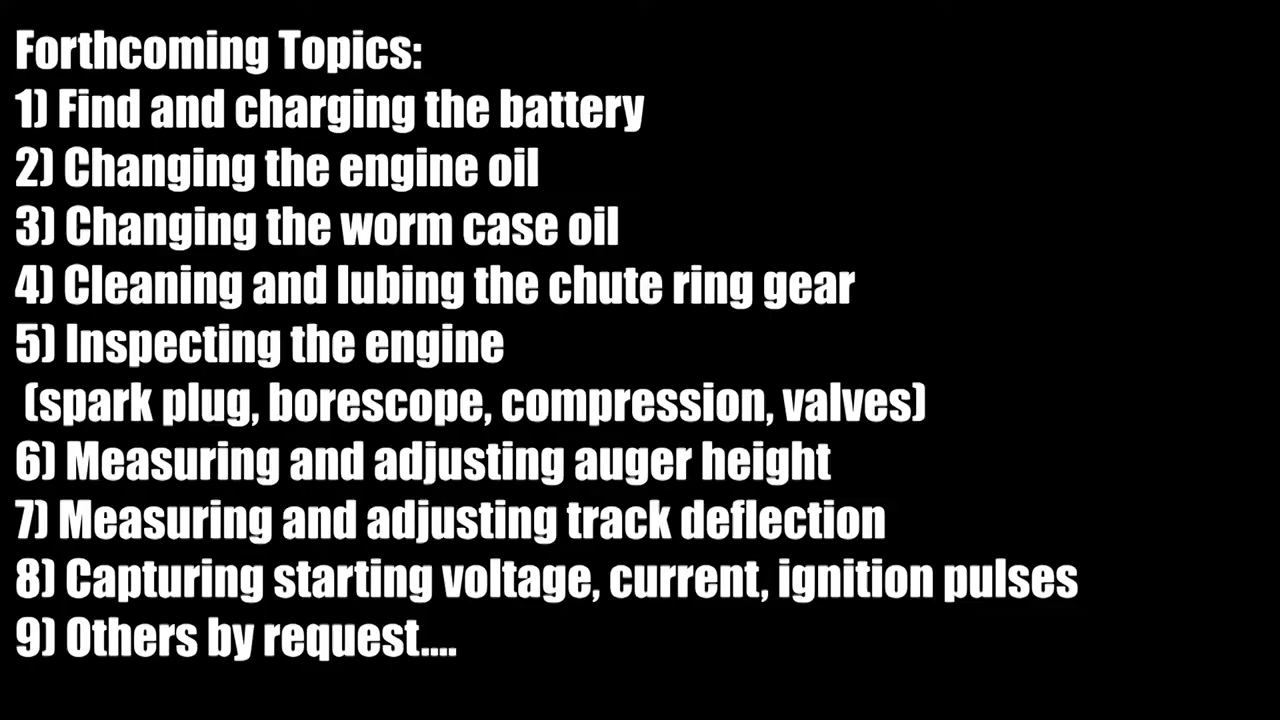 Forthcoming Topics:
1) Find and charging the battery
2) Changing the engine oil
3) Changing the worm case oil
4) Cleaning and lubing the chute ring gear
5) Inspecting the engine
(spark plug, borescope, compression, valves)
6) Measuring and adjusting auger height
7) Measuring and adjusting track deflection
8) Capturing starting voltage, current, ignition pulses
9) Others by request....